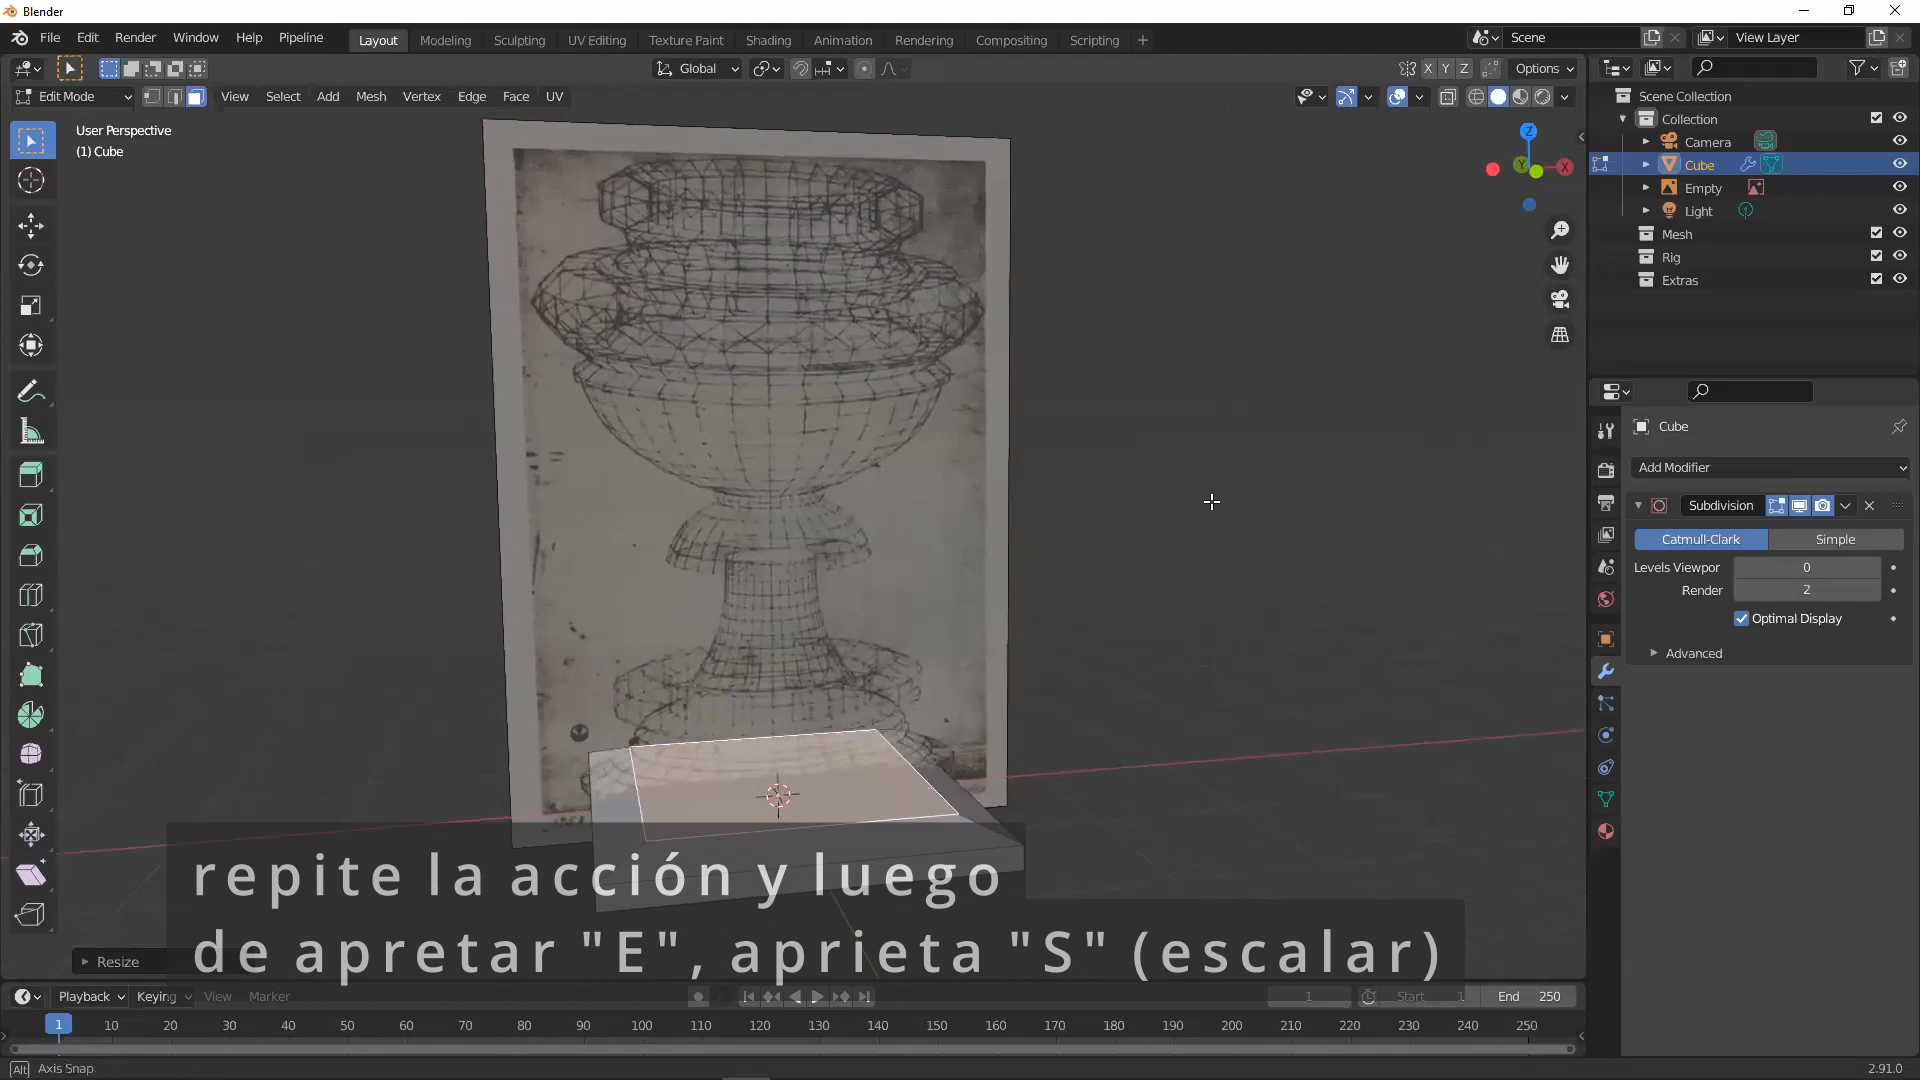 Blender
File Edit Render Window Help Pipeline
Layout Modeling Sculpting UV Editing Texture Paint Shading Animation Rendering Compositing Scripting
Scene
View Layer
Global
X Y Z
Options
Edit Mode
View Select Add Mesh Vertex Edge Face UV
User Perspective
(1) Cube
Z
Y
X
Scene Collection
Collection
Camera
Cube
Empty
Light
Mesh
Rig
Extras
Cube
Add Modifier
Subdivision
Catmull-Clark Simple
Levels Viewpor 0
Render 2
Optimal Display
Advanced
repite la acción y luego
de apretar "E", aprieta "S" (escalar)
Resize
Playback Keying View Marker
1 Start 1 End 250
1 10 20 30 40 50 60 70 80 90 100 110 120 130 140 150 160 170 180 190 200 210 220 230 240 250
Alt Axis Snap
2.91.0